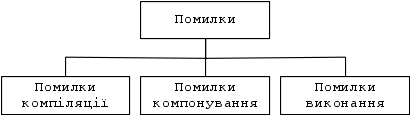 Помилки
Помилки
компіляції
Помилки
компонування
Помилки
виконання